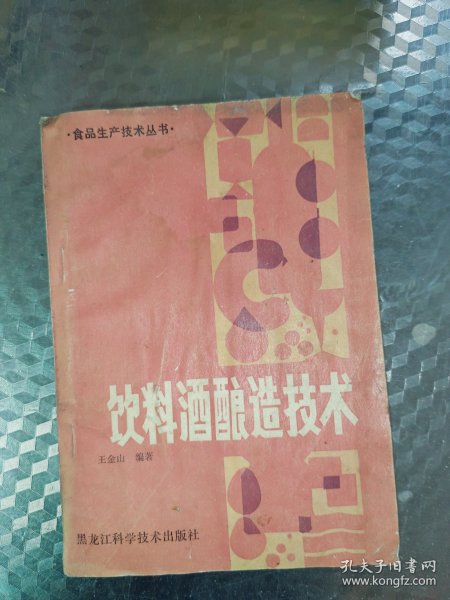 ·食品生产技术丛书·
饮料酒酿造技术
王金山 编著
黑龙江科学技术出版社
孔夫子旧书网
www.kongfz.com